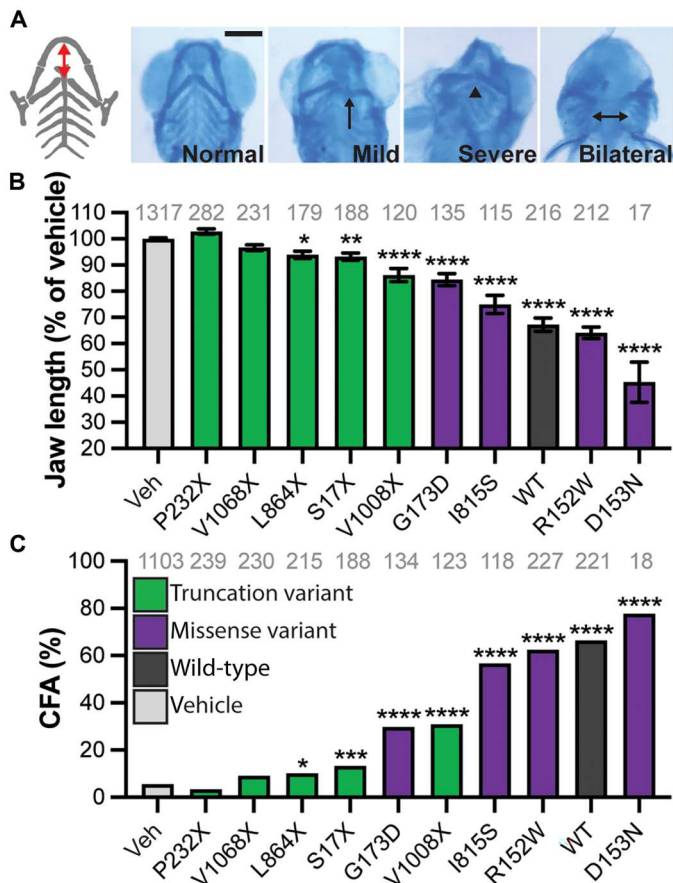 A
Normal Mild Severe Bilateral
B
1317 282 231 179 188 120 135 115 216 212 17
Jaw length (% of vehicle)
110
100
90
80
70
60
50
40
30
20
* ** **** **** **** **** **** ****
Veh P232X V1068X L864X S17X V1008X G173D I815S WT R152W D153N
C
1103 239 230 215 188 134 123 118 227 221 18
CFA (%)
100
80
60
40
20
0
Truncation variant
Missense variant
Wild-type
Vehicle
* *** **** **** **** **** **** ****
Veh P232X V1068X L864X S17X G173D V1008X I815S R152W WT D153N